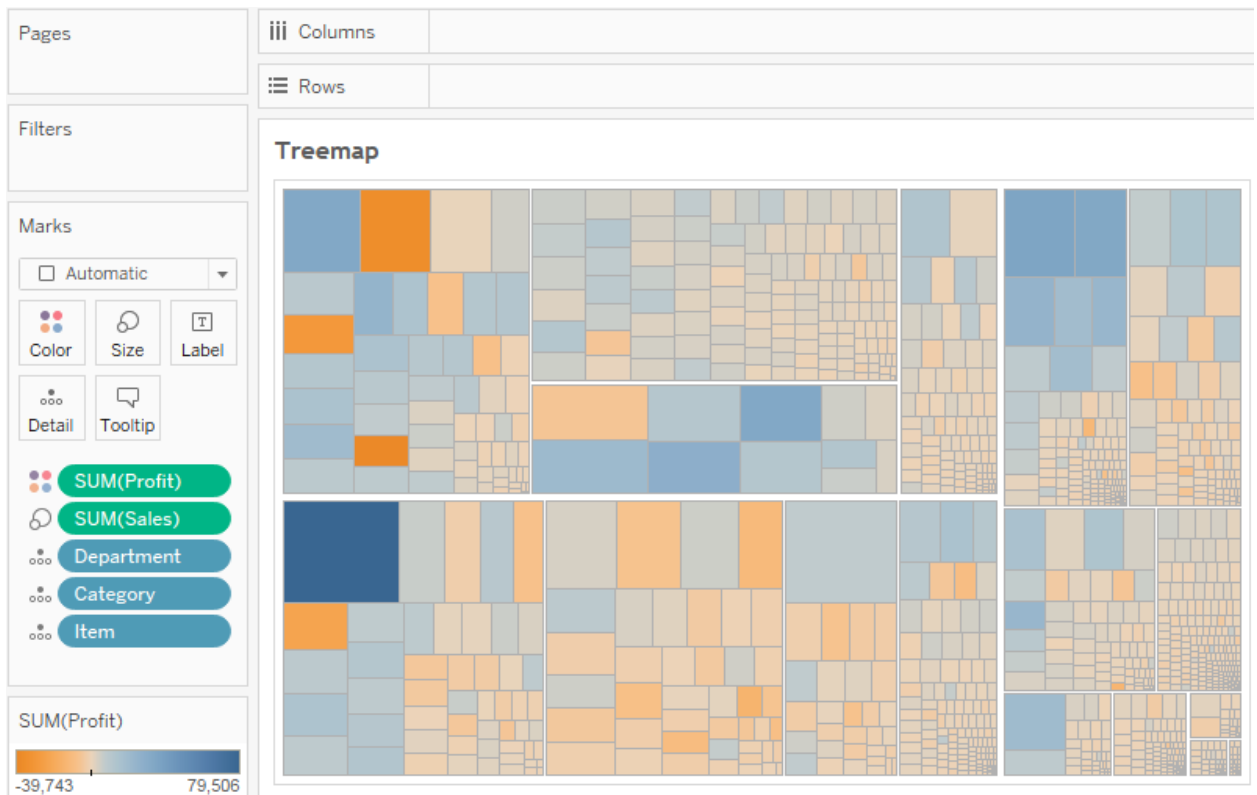 Pages
iii Columns
Rows
Filters
Treemap
Marks
Automatic
Color
Size
T
Label
Detail
Tooltip
SUM(Profit)
SUM(Sales)
Department
Category
Item
SUM(Profit)
-39,743
79,506